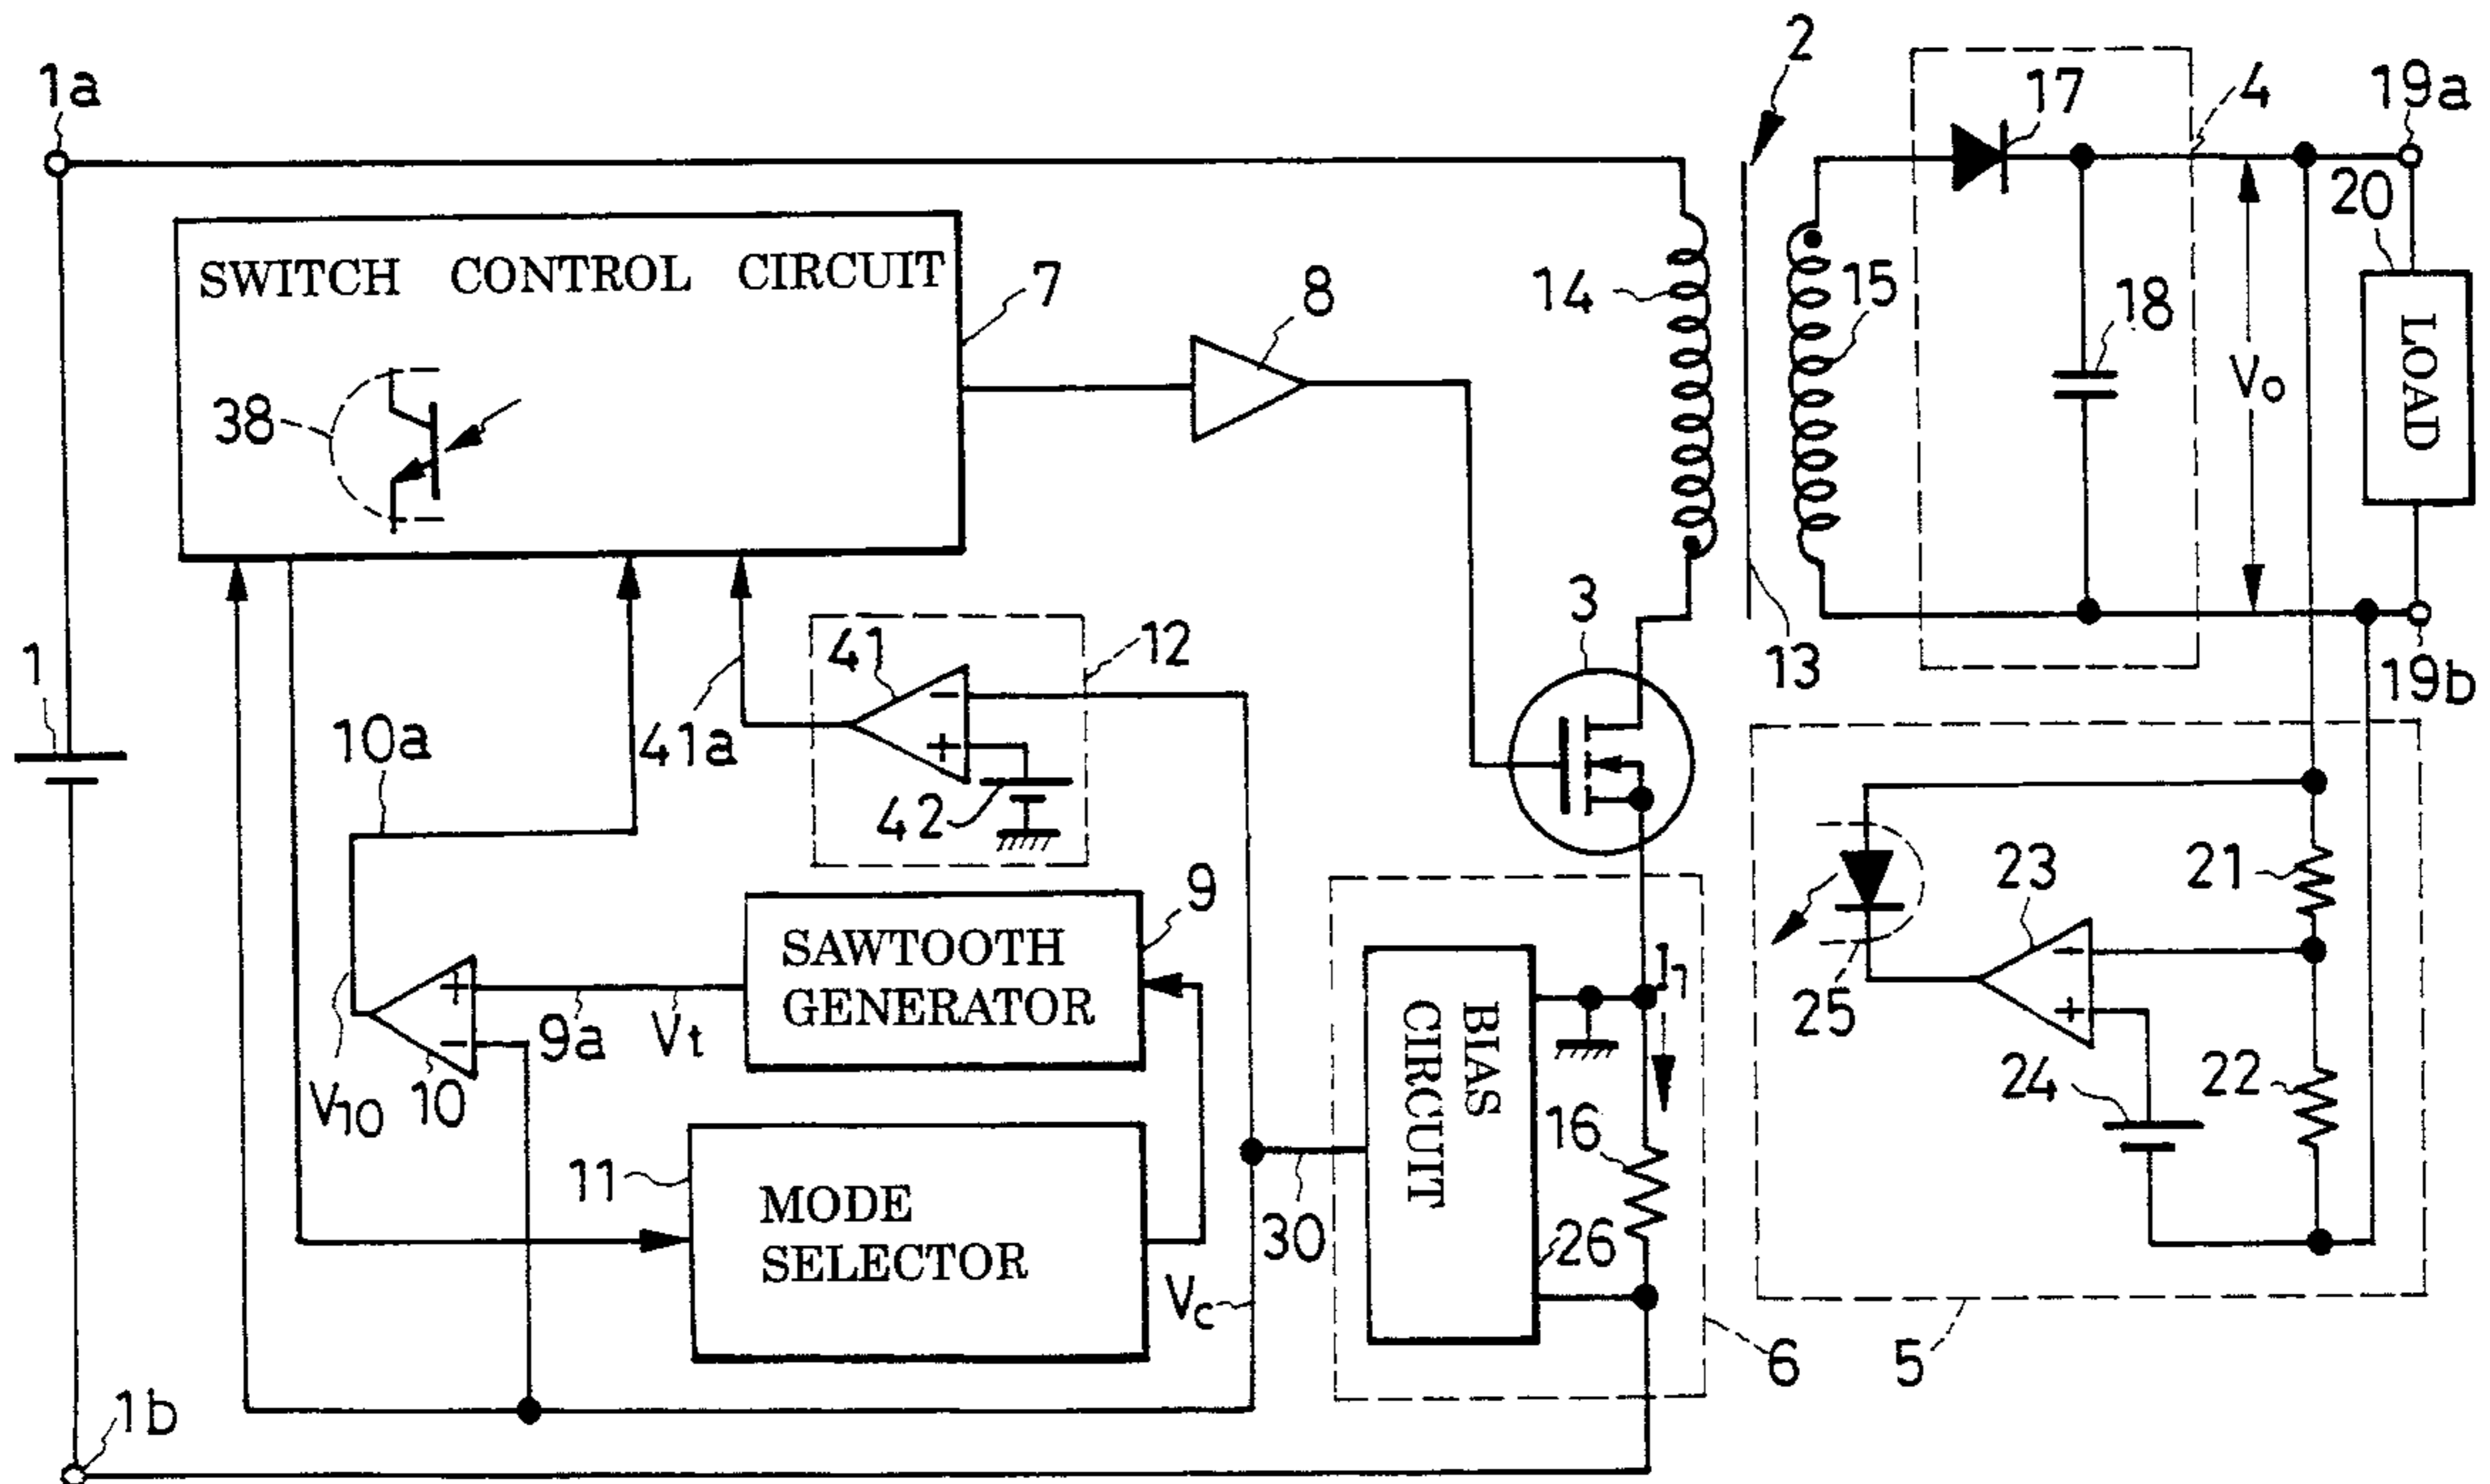 2
1a
17
4
19a
20
SWITCH CONTROL CIRCUIT
7
8
14
15
18
Vo
LOAD
38
3
13
19b
1
41
12
10a
41a
42
9
23
21
SAWTOOTH
GENERATOR
9a
Vt
V10
10
BIAS
CIRCUIT
I1
25
24
22
16
11
MODE
SELECTOR
30
26
Vc
6
5
1b